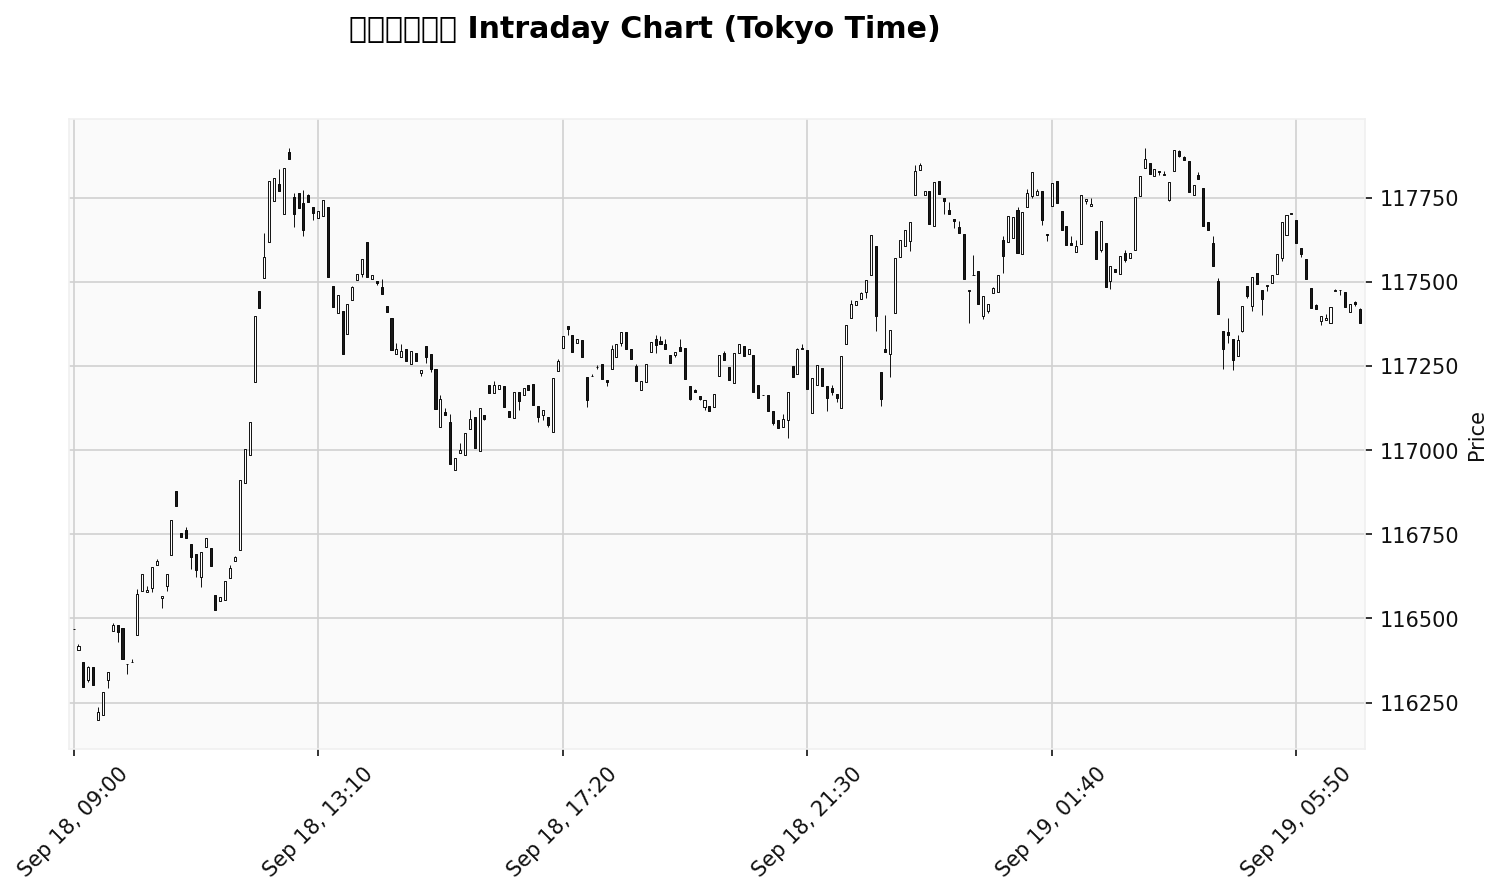 Intraday Chart (Tokyo Time)
117750
117500
117250
117000
116750
116500
116250
Price
Sep 18, 09:00
Sep 18, 13:10
Sep 18, 17:20
Sep 18, 21:30
Sep 19, 01:40
Sep 19, 05:50